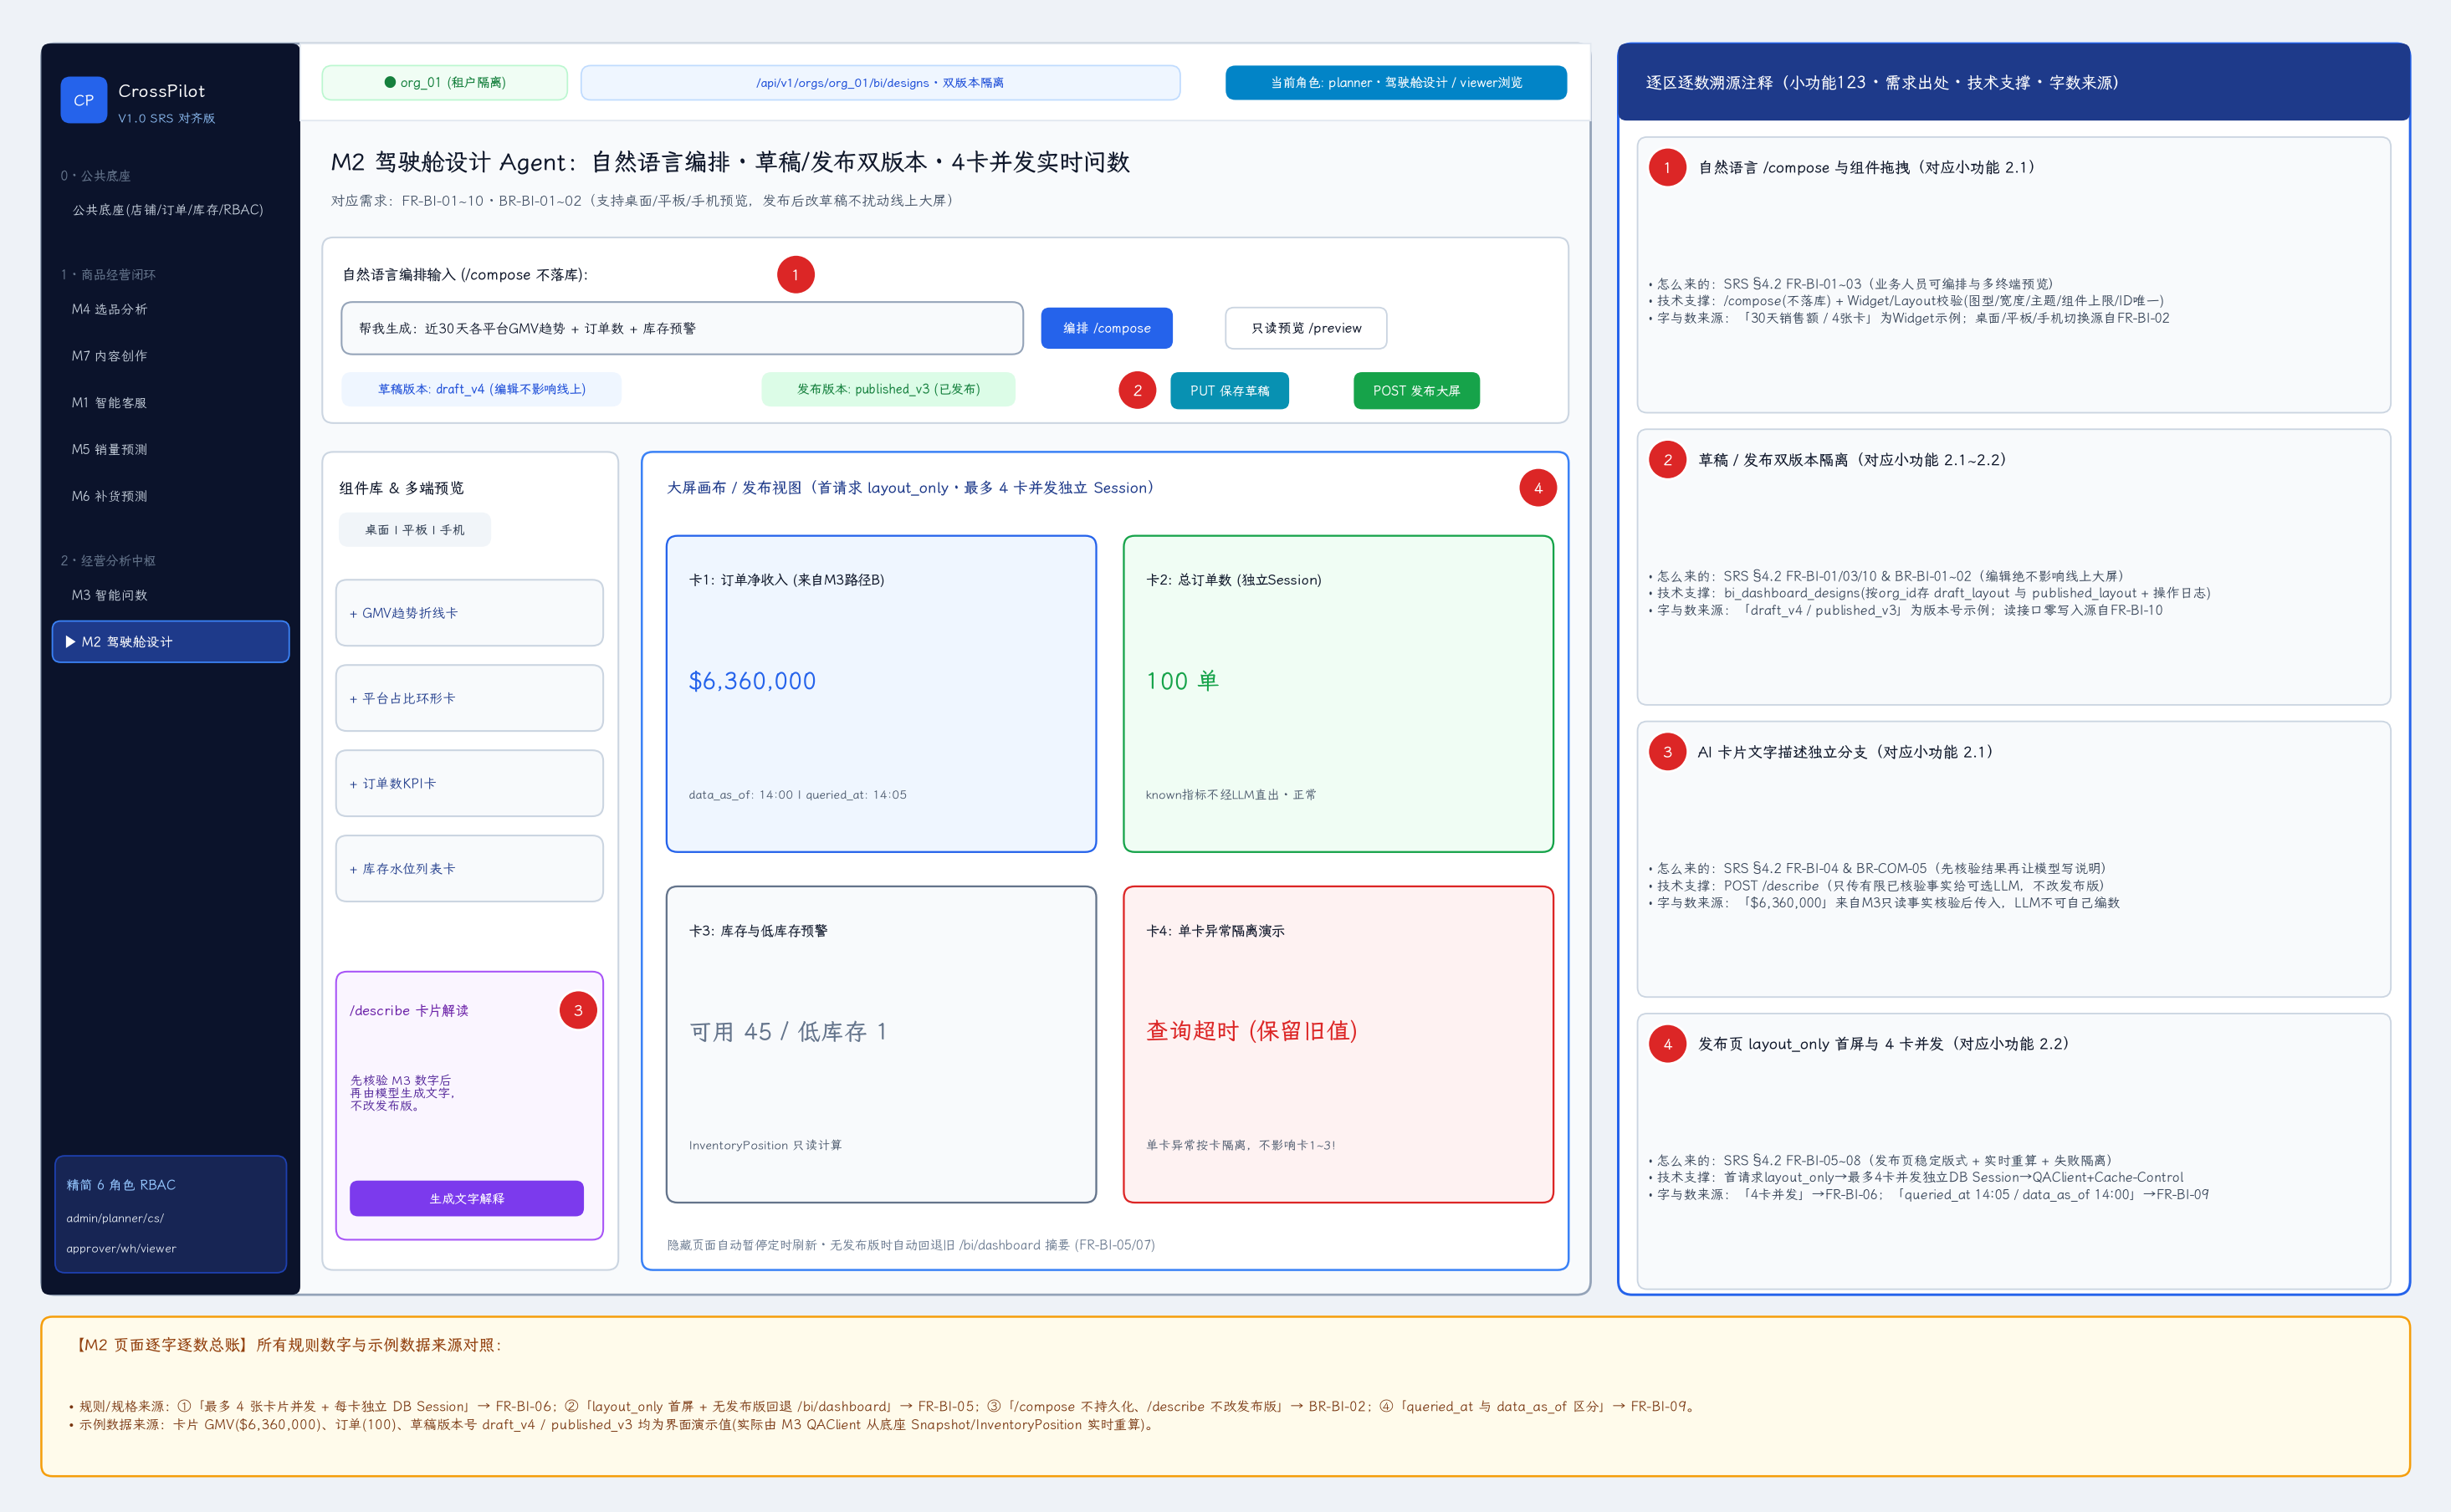 CP
CrossPilot
V1.0 SRS 对齐版
0・公共底座
公共底座(店铺/订单/库存/RBAC)
1・商品经营闭环
M4 选品分析
M7 内容创作
M1 智能客服
M5 销量预测
M6 补货预测
2・经营分析中枢
M3 智能问数
▶ M2 驾驶舱设计
精简 6 角色 RBAC
admin/planner/cs/
approver/wh/viewer
● org_01 (租户隔离)
/api/v1/orgs/org_01/bi/designs・双版本隔离
当前角色: planner・驾驶舱设计 / viewer浏览
M2 驾驶舱设计 Agent：自然语言编排・草稿/发布双版本・4卡并发实时问数
对应需求：FR-BI-01~10・BR-BI-01~02（支持桌面/平板/手机预览，发布后改草稿不扰动线上大屏）
自然语言编排输入 (/compose 不落库)：
1
帮我生成：近30天各平台GMV趋势 + 订单数 + 库存预警
编排 /compose
只读预览 /preview
草稿版本: draft_v4 (编辑不影响线上)
发布版本: published_v3 (已发布)
2
PUT 保存草稿
POST 发布大屏
组件库 & 多端预览
桌面 | 平板 | 手机
+ GMV趋势折线卡
+ 平台占比环形卡
+ 订单数KPI卡
+ 库存水位列表卡
/describe 卡片解读
3
先核验 M3 数字后
再由模型生成文字，
不改发布版。
生成文字解释
大屏画布 / 发布视图（首请求 layout_only・最多 4 卡并发独立 Session）
4
卡1: 订单净收入 (来自M3路径B)
$6,360,000
data_as_of: 14:00 | queried_at: 14:05
卡2: 总订单数 (独立Session)
100 单
known指标不经LLM直出・正常
卡3: 库存与低库存预警
可用 45 / 低库存 1
InventoryPosition 只读计算
卡4: 单卡异常隔离演示
查询超时 (保留旧值)
单卡异常按卡隔离，不影响卡1~3!
隐藏页面自动暂停定时刷新・无发布版时自动回退旧 /bi/dashboard 摘要 (FR-BI-05/07)
逐区逐数溯源注释（小功能123・需求出处・技术支撑・字数来源）
1
自然语言 /compose 与组件拖拽（对应小功能 2.1）
• 怎么来的：SRS §4.2 FR-BI-01~03（业务人员可编排与多终端预览）
• 技术支撑：/compose(不落库) + Widget/Layout校验(图型/宽度/主题/组件上限/ID唯一)
• 字与数来源：「30天销售额 / 4张卡」为Widget示例；桌面/平板/手机切换源自FR-BI-02
2
草稿 / 发布双版本隔离（对应小功能 2.1~2.2）
• 怎么来的：SRS §4.2 FR-BI-01/03/10 & BR-BI-01~02（编辑绝不影响线上大屏）
• 技术支撑：bi_dashboard_designs(按org_id存 draft_layout 与 published_layout + 操作日志)
• 字与数来源：「draft_v4 / published_v3」为版本号示例；读接口零写入源自FR-BI-10
3
AI 卡片文字描述独立分支（对应小功能 2.1）
• 怎么来的：SRS §4.2 FR-BI-04 & BR-COM-05（先核验结果再让模型写说明）
• 技术支撑：POST /describe（只传有限已核验事实给可选LLM，不改发布版）
• 字与数来源：「$6,360,000」来自M3只读事实核验后传入，LLM不可自己编数
4
发布页 layout_only 首屏与 4 卡并发（对应小功能 2.2）
• 怎么来的：SRS §4.2 FR-BI-05~08（发布页稳定版式 + 实时重算 + 失败隔离）
• 技术支撑：首请求layout_only→最多4卡并发独立DB Session→QAClient+Cache-Control
• 字与数来源：「4卡并发」→FR-BI-06；「queried_at 14:05 / data_as_of 14:00」→FR-BI-09
【M2 页面逐字逐数总账】所有规则数字与示例数据来源对照：
• 规则/规格来源：①「最多 4 张卡片并发 + 每卡独立 DB Session」→ FR-BI-06；②「layout_only 首屏 + 无发布版回退 /bi/dashboard」→ FR-BI-05；③「/compose 不持久化、/describe 不改发布版」→ BR-BI-02；④「queried_at 与 data_as_of 区分」→ FR-BI-09。
• 示例数据来源：卡片 GMV($6,360,000)、订单(100)、草稿版本号 draft_v4 / published_v3 均为界面演示值(实际由 M3 QAClient 从底座 Snapshot/InventoryPosition 实时重算)。